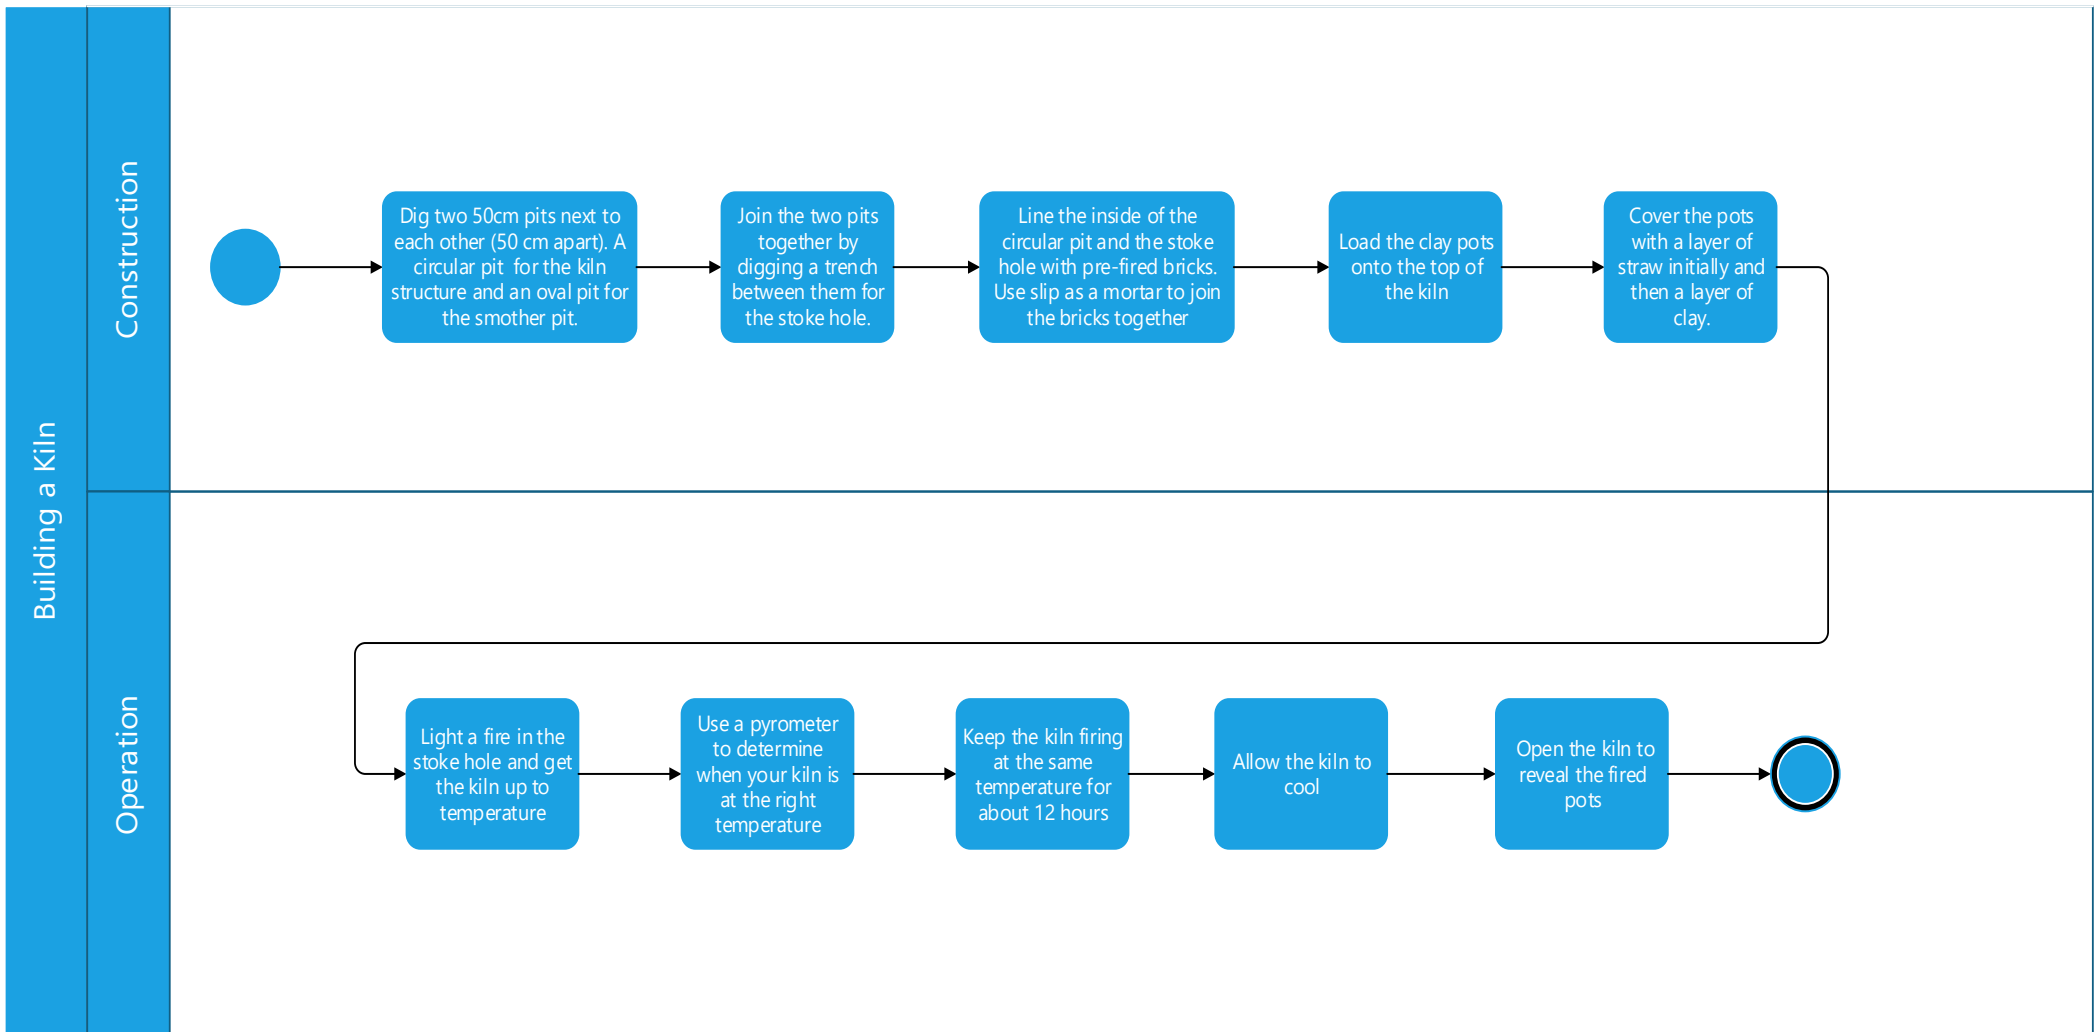 Building a Kiln
Construction
Dig two 50cm pits next to
each other (50 cm apart). A
circular pit for the kiln
structure and an oval pit for
the smother pit.
Join the two pits
together by
digging a trench
between them for
the stoke hole.
Line the inside of the
circular pit and the stoke
hole with pre-fired bricks.
Use slip as a mortar to join
the bricks together
Load the clay pots
onto the top of
the kiln
Cover the pots
with a layer of
straw initially and
then a layer of
clay.
Operation
Light a fire in the
stoke hole and get
the kiln up to
temperature
Use a pyrometer
to determine
when your kiln is
at the right
temperature
Keep the kiln firing
at the same
temperature for
about 12 hours
Allow the kiln to
cool
Open the kiln to
reveal the fired
pots